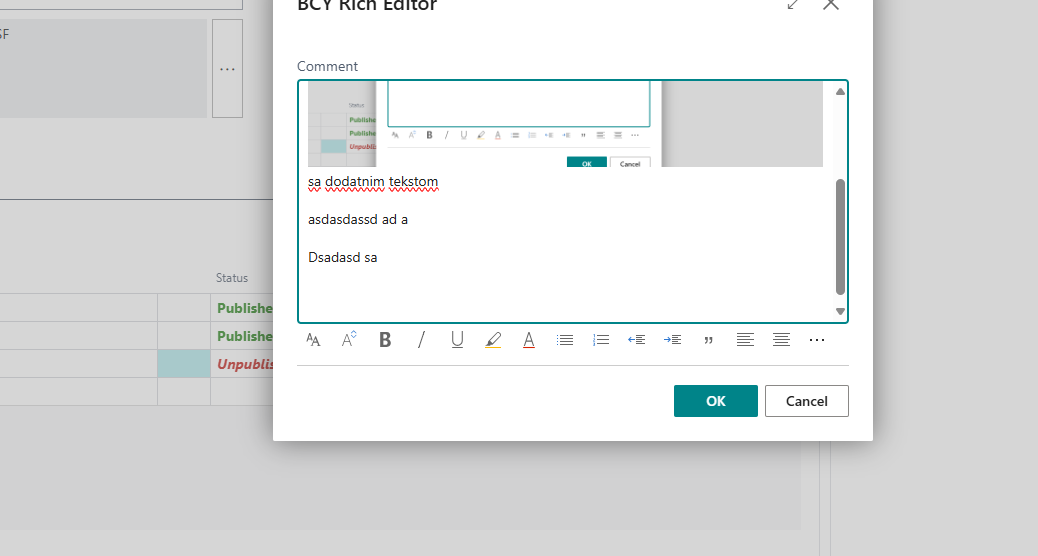 BCY Rich Editor
SF
...
Comment
Status
Publishe
Publishe
Unpublis
B / U
OK Cancel
sa dodatnim tekstom
asdasdassd ad a
Dsadasd sa
Status
Publishe
Publishe
Unpublis
B / U A
OK Cancel